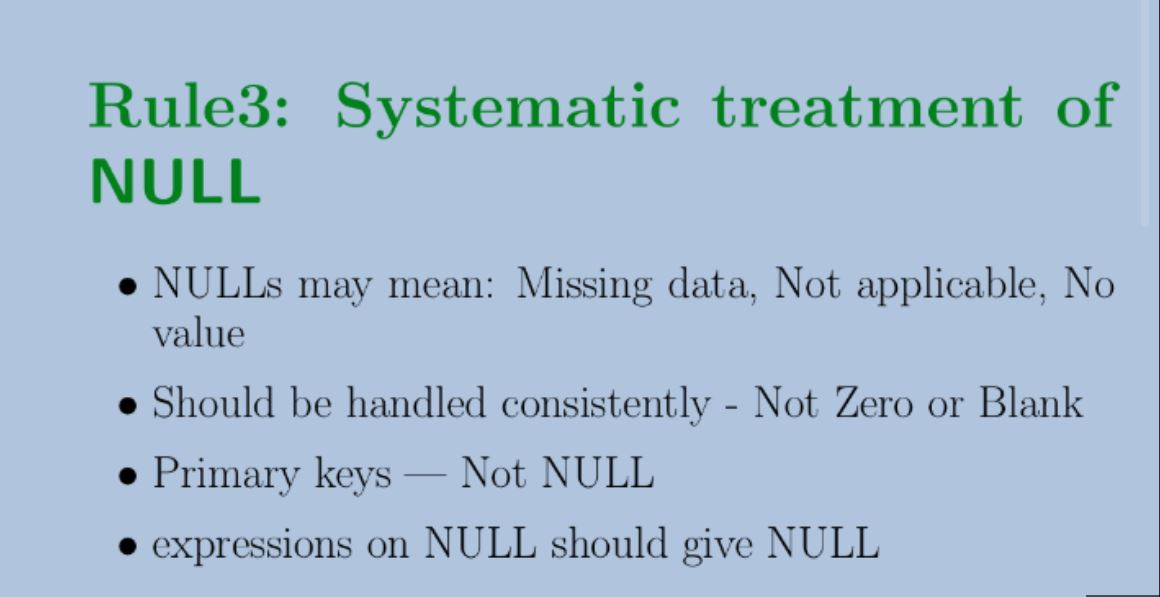 Rule3: Systematic treatment of
NULL
• NULLs may mean: Missing data, Not applicable, No
value
• Should be handled consistently - Not Zero or Blank
• Primary keys — Not NULL
• expressions on NULL should give NULL